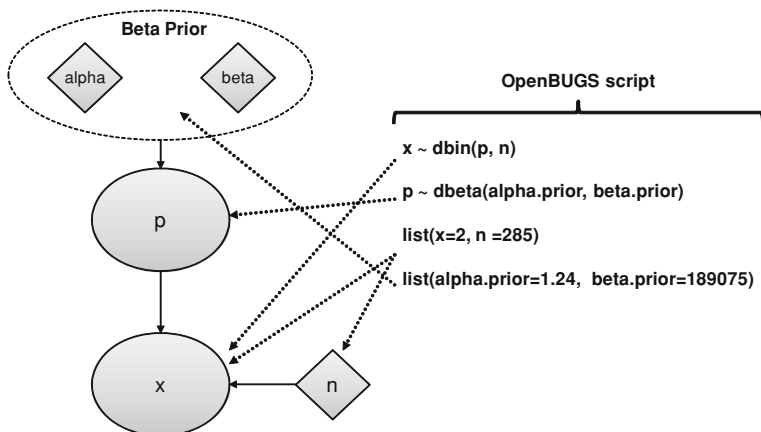 Beta Prior
alpha
beta
OpenBUGS script
x ~ dbin(p, n)
p ~ dbeta(alpha.prior, beta.prior)
list(x=2, n =285)
list(alpha.prior=1.24, beta.prior=189075)
p
x
n